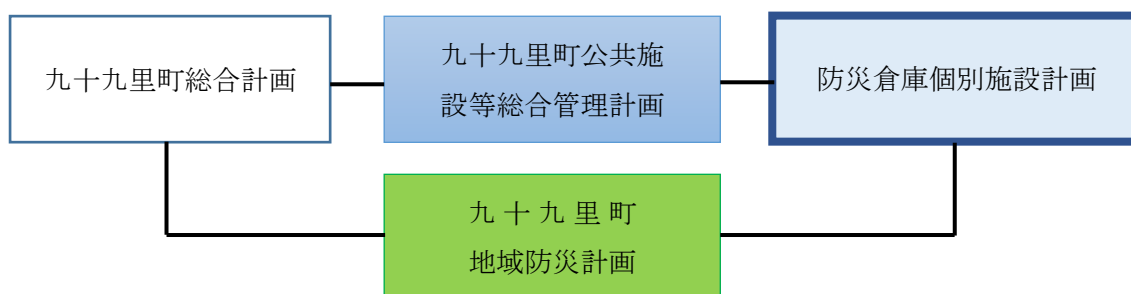 九十九里町総合計画
九十九里町公共施
設等総合管理計画
防災倉庫個別施設計画
九十九里町
地域防災計画